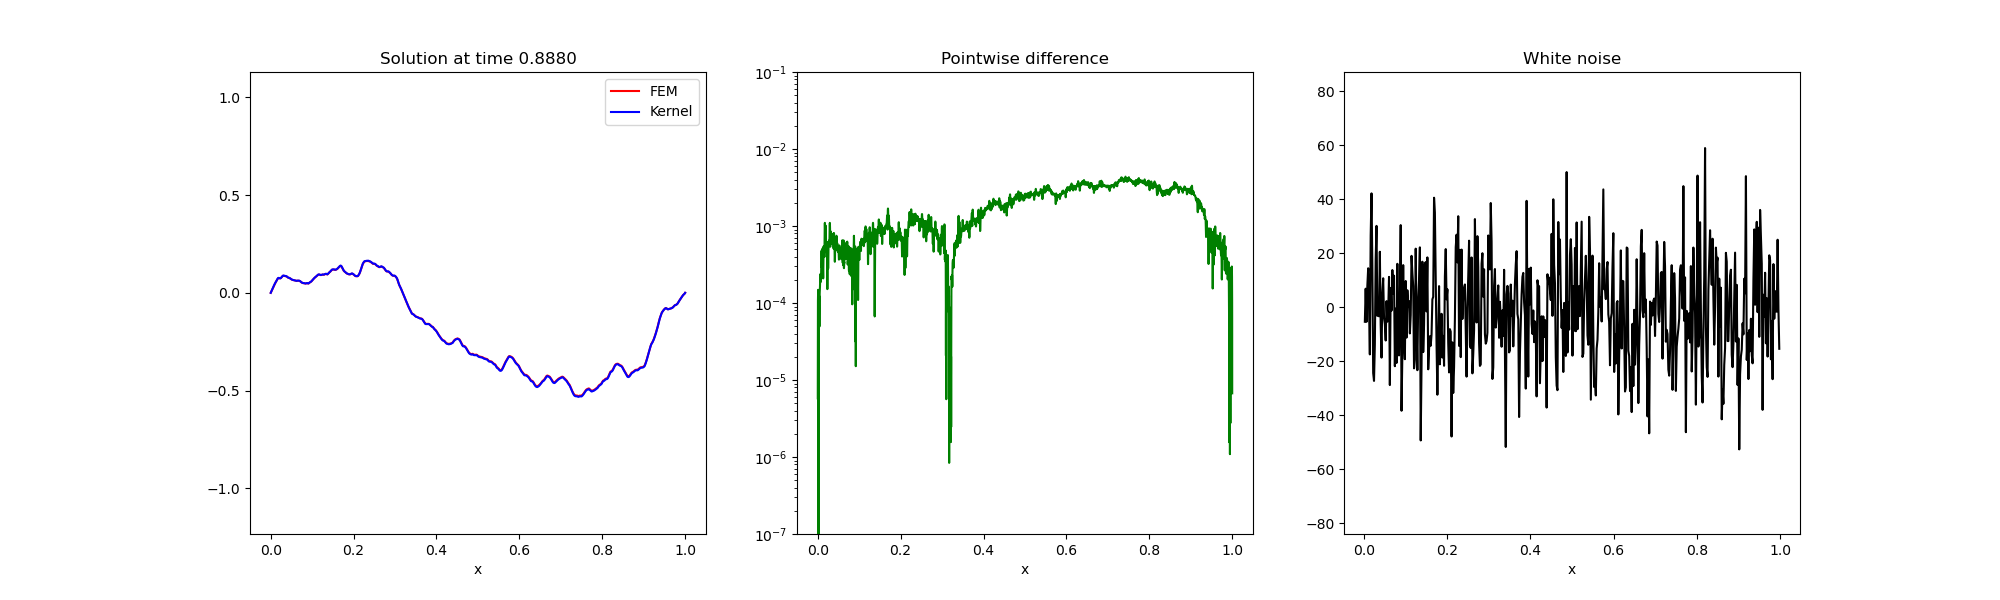 Solution at time 0.8880
1.0
0.5
0.0
−0.5
−1.0
0.0 0.2 0.4 0.6 0.8 1.0
x
FEM
Kernel
Pointwise difference
10⁻¹
10⁻²
10⁻³
10⁻⁴
10⁻⁵
10⁻⁶
10⁻⁷
0.0 0.2 0.4 0.6 0.8 1.0
x
White noise
80
60
40
20
0
−20
−40
−60
−80
0.0 0.2 0.4 0.6 0.8 1.0
x